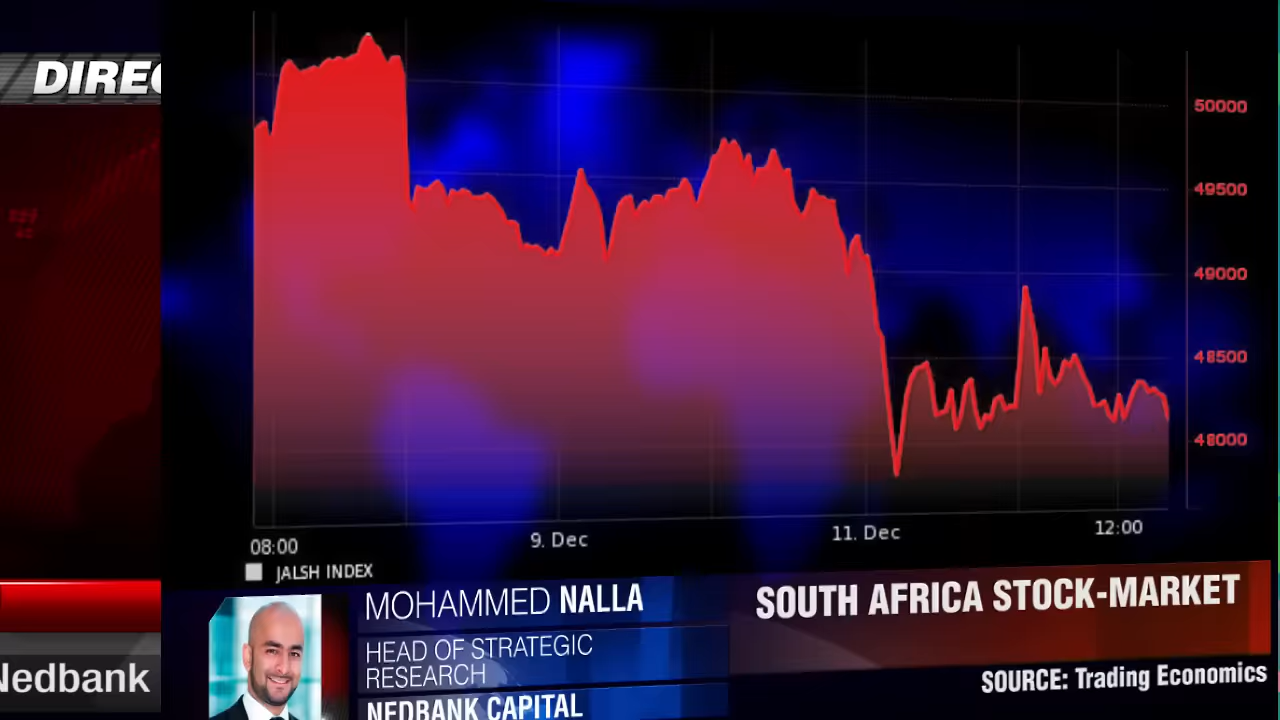 DIREC
50000
49500
49000
48500
48000
08:00
9. Dec
11. Dec
12:00
JALSH INDEX
MOHAMMED NALLA
HEAD OF STRATEGIC
RESEARCH
NEDBANK CAPITAL
SOUTH AFRICA STOCK-MARKET
SOURCE: Trading Economics
Nedbank